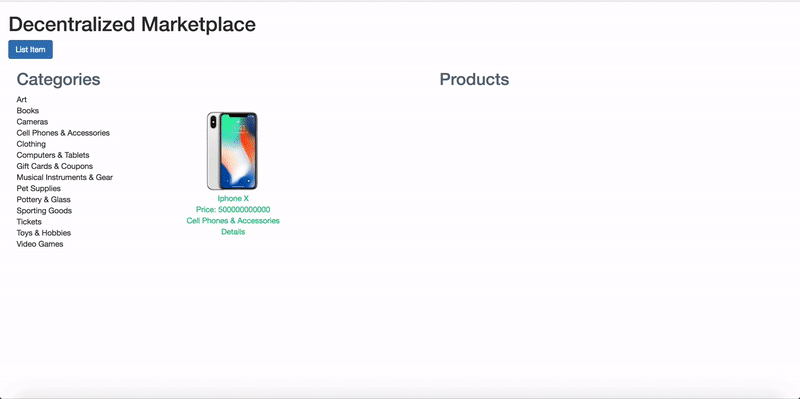 Decentralized Marketplace
List Item
Categories
Products
Art
Books
Cameras
Cell Phones & Accessories
Clothing
Computers & Tablets
Gift Cards & Coupons
Musical Instruments & Gear
Pet Supplies
Pottery & Glass
Sporting Goods
Tickets
Toys & Hobbies
Video Games
Iphone X
Price: 500000000000
Cell Phones & Accessories
Details